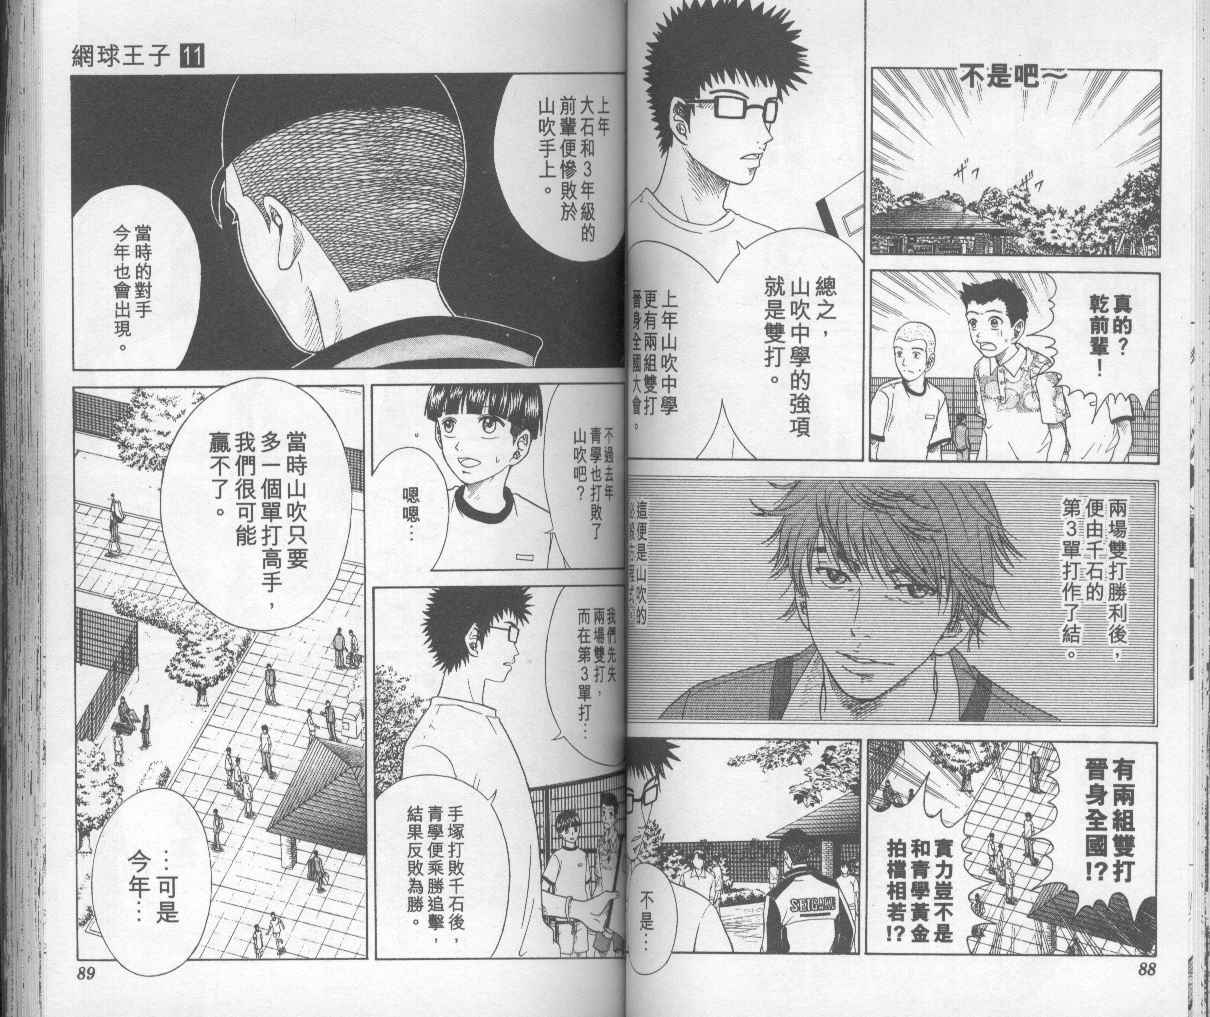 不是吧～
ザッ
ザッ
真的？
乾前輩！
總之，
山吹中學的強項
就是雙打。
上年山吹中學
更有兩組雙打
晉身全國大會。
兩場雙打勝利後，
便由千石的
第3單打作了結。
這便是山吹的
有兩組雙打
晉身全國!?
實力豈不是
和青學黃金
拍檔相若!?
SEIGAKU
不是…
88
網球王子 11
上年
大石和3年級的
前輩便慘敗於
山吹手上。
當時的對手
今年也會出現。
不過去年
青學也打敗了
山吹吧？
嗯嗯…
我們先失
兩場雙打，
而在第3單打…
手塚打敗千石後，
青學便乘勝追擊，
結果反敗為勝。
當時山吹只要
多一個單打高手，
我們很可能
贏不了。
…可是
今年…
89